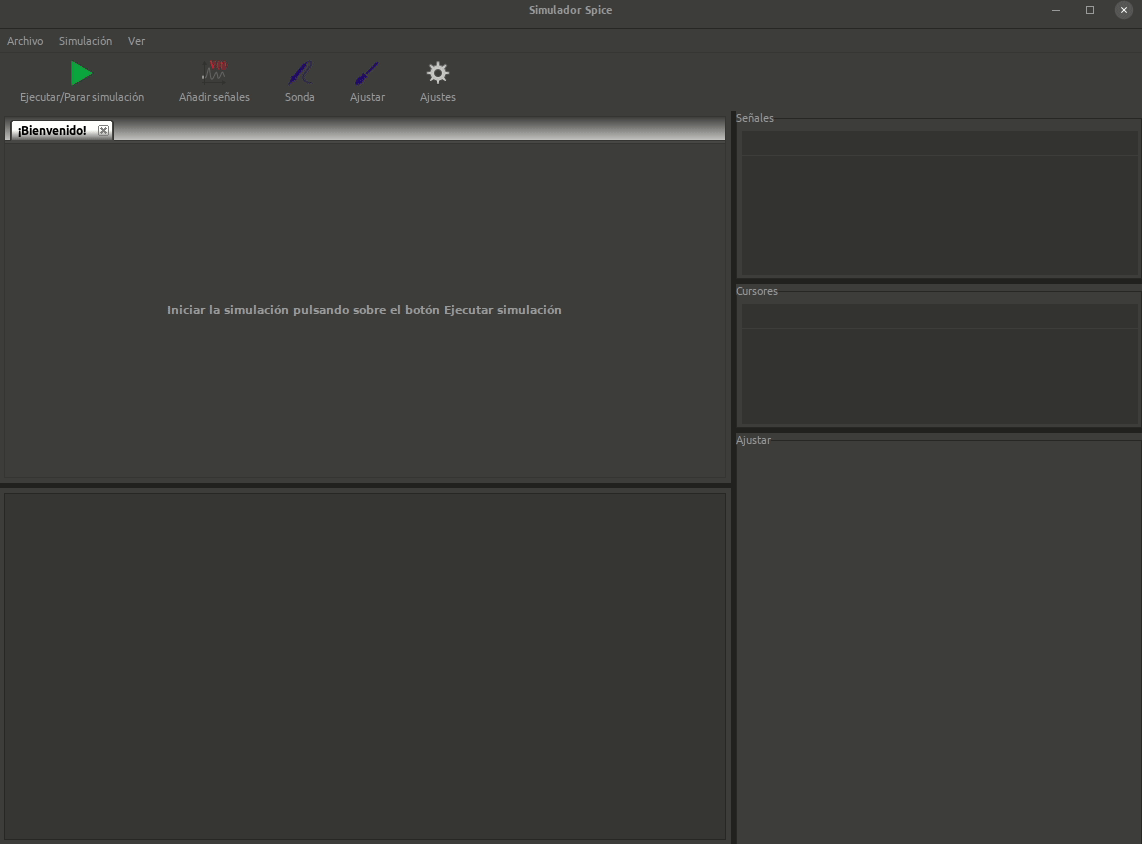 Simulador Spice
Archivo Simulación Ver
Ejecutar/Parar simulación Añadir señales Sonda Ajustar Ajustes
¡Bienvenido!
Iniciar la simulación pulsando sobre el botón Ejecutar simulación
Señales
Cursores
Ajustar